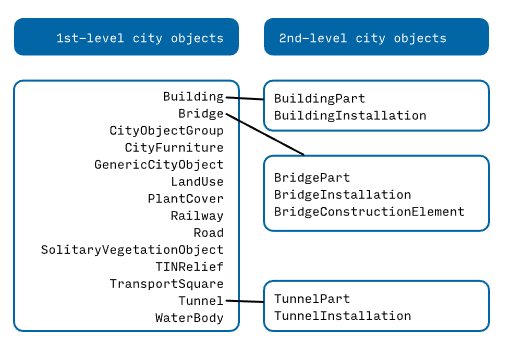 1st-level city objects
2nd-level city objects
Building
Bridge
CityObjectGroup
CityFurniture
GenericCityObject
LandUse
PlantCover
Railway
Road
SolitaryVegetationObject
TINRelief
TransportSquare
Tunnel
WaterBody
BuildingPart
BuildingInstallation
BridgePart
BridgeInstallation
BridgeConstructionElement
TunnelPart
TunnelInstallation